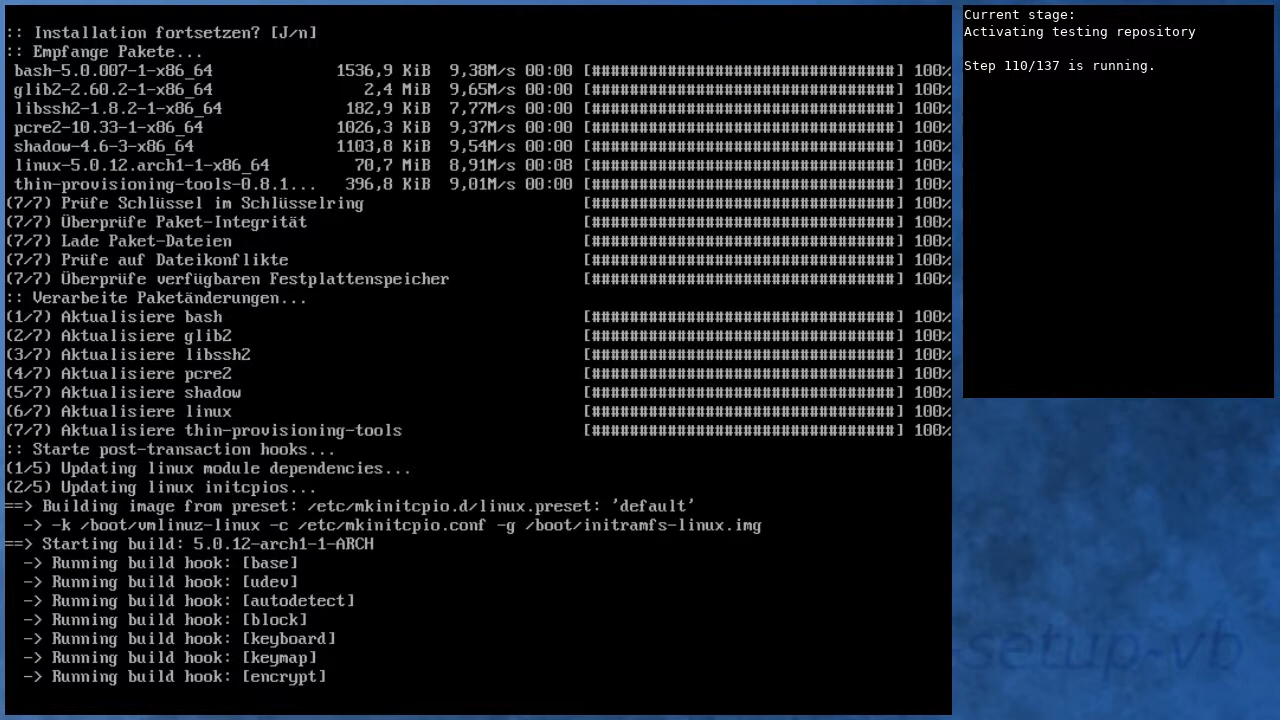 :: Installation fortsetzen? [J/n]
:: Empfange Pakete...
bash-5.0.007-1-x86_64 1536,9 KiB 9,38M/s 00:00 [################################] 100%
glib2-2.60.2-1-x86_64 2,4 MiB 9,65M/s 00:00 [################################] 100%
libssh2-1.8.2-1-x86_64 182,9 KiB 7,77M/s 00:00 [################################] 100%
pcre2-10.33-1-x86_64 1026,3 KiB 9,37M/s 00:00 [################################] 100%
shadow-4.6-3-x86_64 1103,8 KiB 9,54M/s 00:00 [################################] 100%
linux-5.0.12.arch1-1-x86_64 70,7 MiB 8,91M/s 00:08 [################################] 100%
thin-provisioning-tools-0.8.1... 396,8 KiB 9,01M/s 00:00 [################################] 100%
(7/7) Prüfe Schlüssel im Schlüsselring [################################] 100%
(7/7) Überprüfe Paket-Integrität [################################] 100%
(7/7) Lade Paket-Dateien [################################] 100%
(7/7) Prüfe auf Dateikonflikte [################################] 100%
(7/7) Überprüfe verfügbaren Festplattenspeicher [################################] 100%
:: Verarbeite Paketänderungen...
(1/7) Aktualisiere bash [################################] 100%
(2/7) Aktualisiere glib2 [################################] 100%
(3/7) Aktualisiere libssh2 [################################] 100%
(4/7) Aktualisiere pcre2 [################################] 100%
(5/7) Aktualisiere shadow [################################] 100%
(6/7) Aktualisiere linux [################################] 100%
(7/7) Aktualisiere thin-provisioning-tools [################################] 100%
:: Starte post-transaction hooks...
(1/5) Updating linux module dependencies...
(2/5) Updating linux initcpios...
==> Building image from preset: /etc/mkinitcpio.d/linux.preset: 'default'
-> -k /boot/vmlinuz-linux -c /etc/mkinitcpio.conf -g /boot/initramfs-linux.img
==> Starting build: 5.0.12-arch1-1-ARCH
-> Running build hook: [base]
-> Running build hook: [udev]
-> Running build hook: [autodetect]
-> Running build hook: [block]
-> Running build hook: [keyboard]
-> Running build hook: [keymap]
-> Running build hook: [encrypt]
Current stage:
Activating testing repository
Step 110/137 is running.
-setup-vb